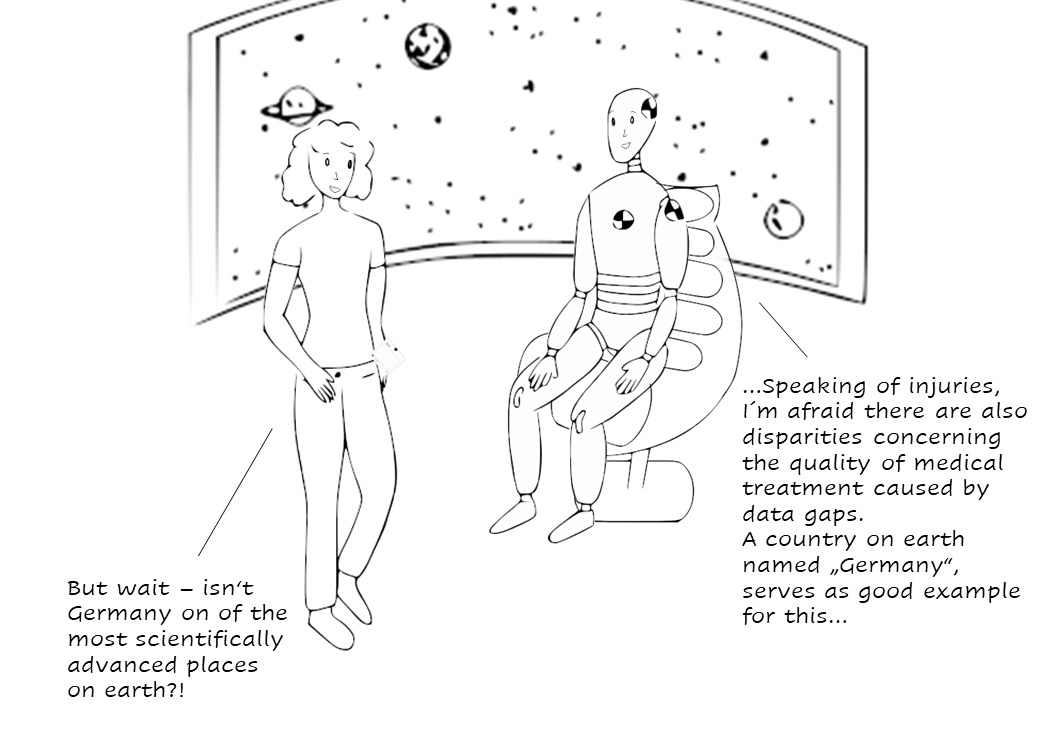 ...Speaking of injuries,
I´m afraid there are also
disparities concerning
the quality of medical
treatment caused by
data gaps.
A country on earth
named „Germany“,
serves as good example
for this...
But wait – isn‘t
Germany on of the
most scientifically
advanced places
on earth?!